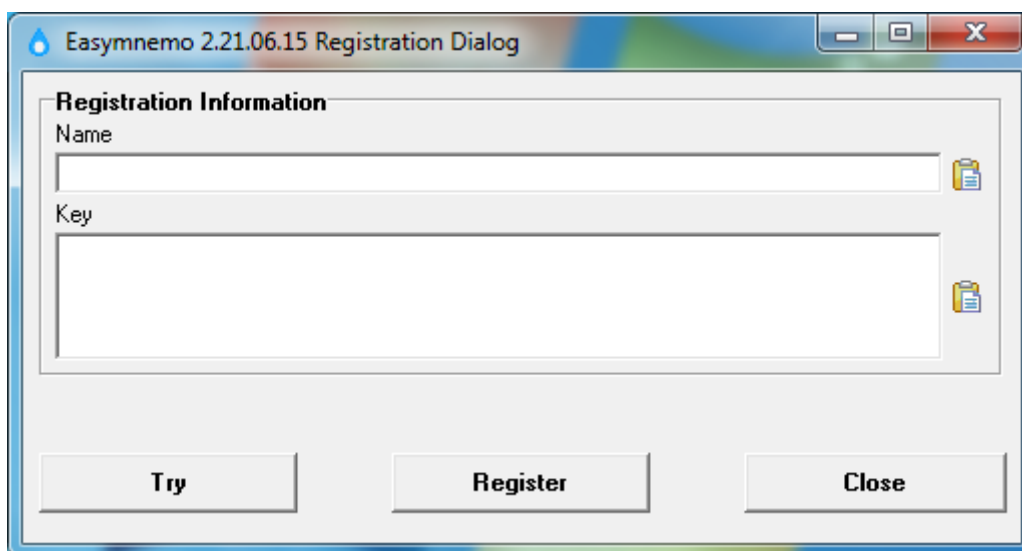 Easymnemo 2.21.06.15 Registration Dialog
Registration Information
Name
Key
Try Register Close